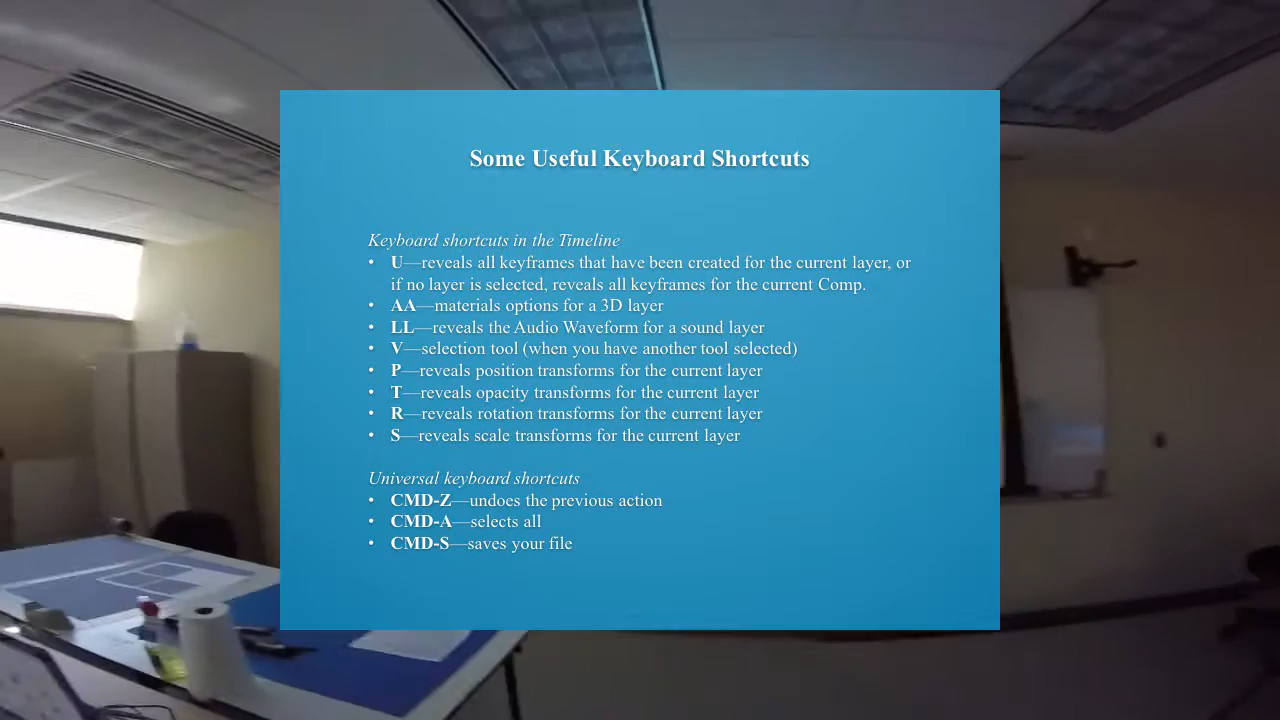 Some Useful Keyboard Shortcuts
Keyboard shortcuts in the Timeline
• U—reveals all keyframes that have been created for the current layer, or
if no layer is selected, reveals all keyframes for the current Comp.
• AA—materials options for a 3D layer
• LL—reveals the Audio Waveform for a sound layer
• V—selection tool (when you have another tool selected)
• P—reveals position transforms for the current layer
• T—reveals opacity transforms for the current layer
• R—reveals rotation transforms for the current layer
• S—reveals scale transforms for the current layer
Universal keyboard shortcuts
• CMD-Z—undoes the previous action
• CMD-A—selects all
• CMD-S—saves your file